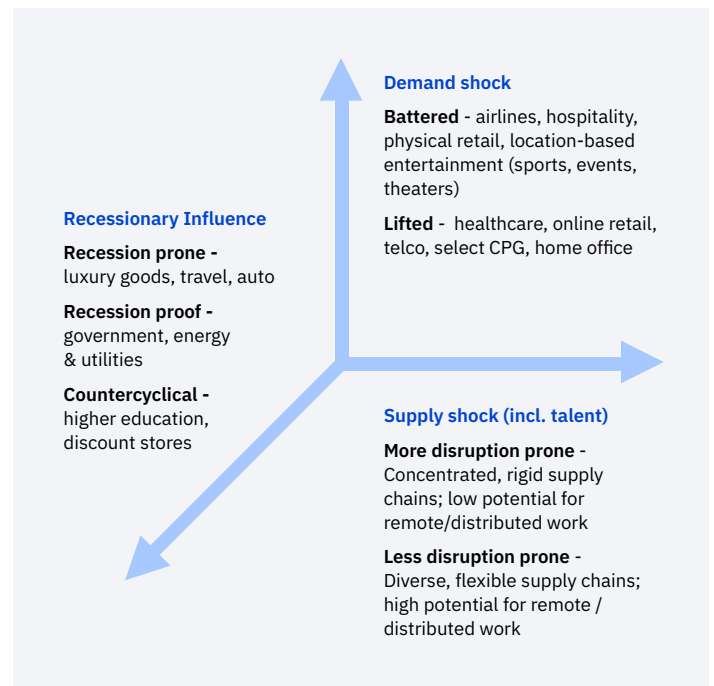 Demand shock
Battered - airlines, hospitality,
physical retail, location-based
entertainment (sports, events,
theaters)
Lifted - healthcare, online retail,
telco, select CPG, home office
Recessionary Influence
Recession prone -
luxury goods, travel, auto
Recession proof -
government, energy
& utilities
Countercyclical -
higher education,
discount stores
Supply shock (incl. talent)
More disruption prone -
Concentrated, rigid supply
chains; low potential for
remote/distributed work
Less disruption prone -
Diverse, flexible supply chains;
high potential for remote /
distributed work